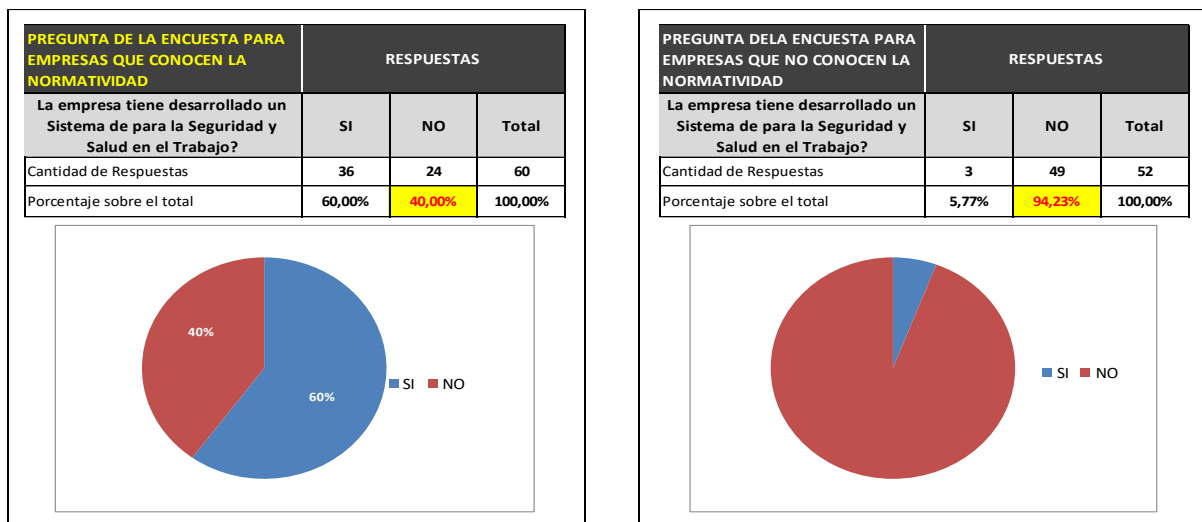 PREGUNTA DE LA ENCUESTA PARA
EMPRESAS QUE CONOCEN LA
NORMATIVIDAD
RESPUESTAS
La empresa tiene desarrollado un
Sistema de para la Seguridad y
Salud en el Trabajo?
SI NO Total
Cantidad de Respuestas 36 24 60
Porcentaje sobre el total 60,00% 40,00% 100,00%
40%
60%
SI NO
PREGUNTA DELA ENCUESTA PARA
EMPRESAS QUE NO CONOCEN LA
NORMATIVIDAD
RESPUESTAS
La empresa tiene desarrollado un
Sistema de para la Seguridad y
Salud en el Trabajo?
SI NO Total
Cantidad de Respuestas 3 49 52
Porcentaje sobre el total 5,77% 94,23% 100,00%
SI NO